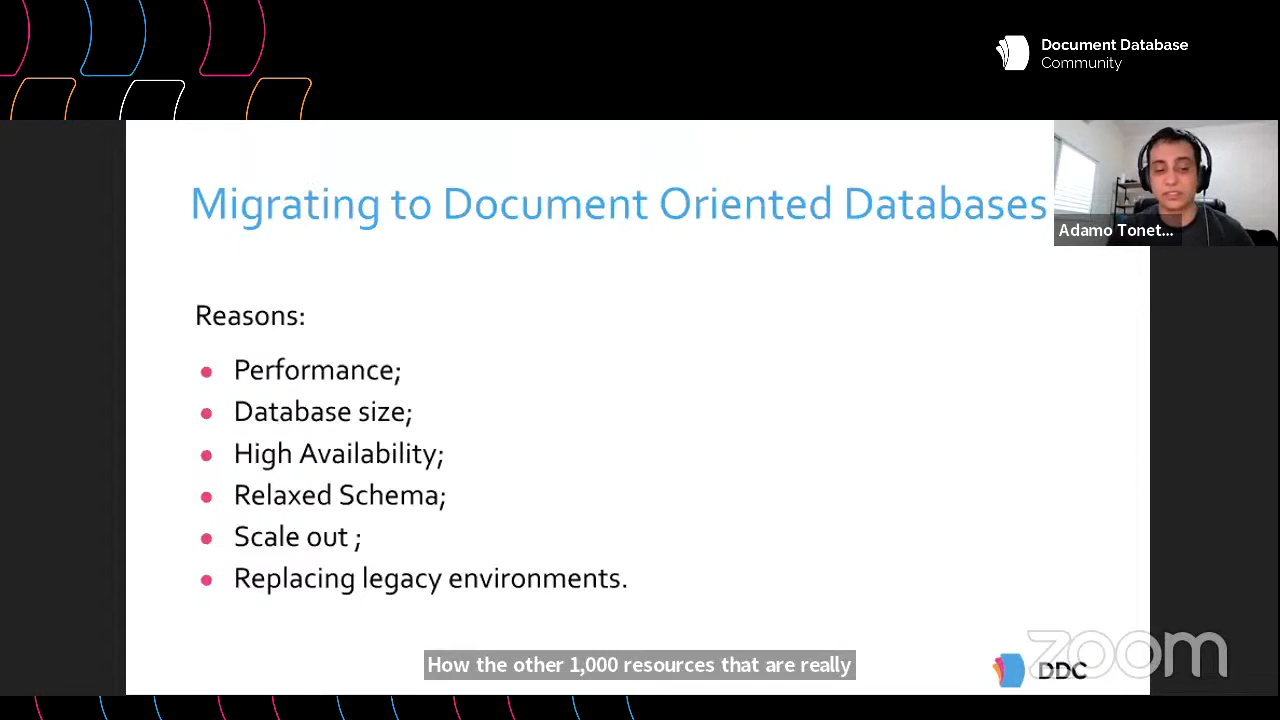 Document Database
Community
Migrating to Document Oriented Databases
Adamo Tonet...
Reasons:
Performance;
Database size;
High Availability;
Relaxed Schema;
Scale out ;
Replacing legacy environments.
How the other 1,000 resources that are really
zoom
DDC